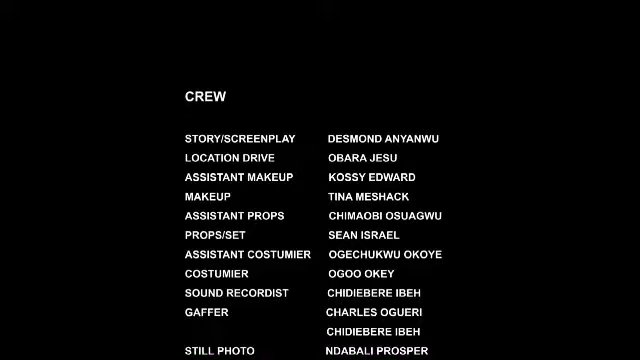 CREW
STORY/SCREENPLAY DESMOND ANYANWU
LOCATION DRIVE OBARA JESU
ASSISTANT MAKEUP KOSSY EDWARD
MAKEUP TINA MESHACK
ASSISTANT PROPS CHIMAOBI OSUAGWU
PROPS/SET SEAN ISRAEL
ASSISTANT COSTUMIER OGECHUKWU OKOYE
COSTUMIER OGOO OKEY
SOUND RECORDIST CHIDIEBERE IBEH
GAFFER CHARLES OGUERI
CHIDIEBERE IBEH
STILL PHOTO NDABALI PROSPER